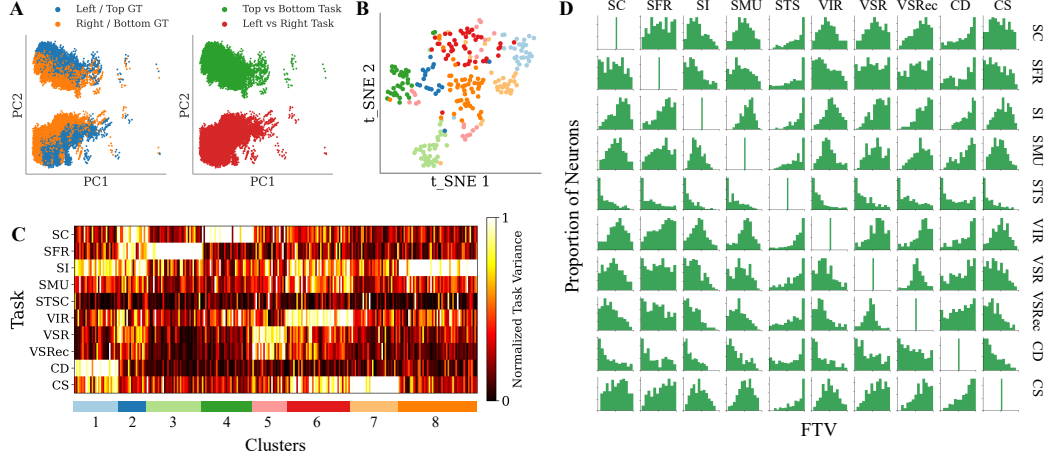 A
Left / Top GT
Right / Bottom GT
Top vs Bottom Task
Left vs Right Task
PC2
PC1
PC2
PC1
B
t_SNE 2
t_SNE 1
C
Task
SC
SFR
SI
SMU
STSC
VIR
VSR
VSRec
CD
CS
1 2 3 4 5 6 7 8
Clusters
1
0
Normalized Task Variance
D
SC SFR SI SMU STS VIR VSR VSRec CD CS
Proportion of Neurons
SC
SFR
SI
SMU
STS
VIR
VSR
VSRec
CD
CS
FTV